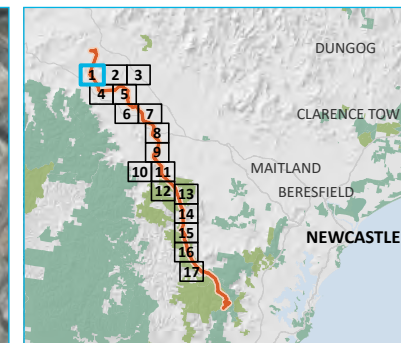 DUNGOG
1 2 3
4 5
CLARENCE TOW
6 7
8
9
MAITLAND
10 11
12 13
BERESFIELD
14
15
NEWCASTLE
16
17